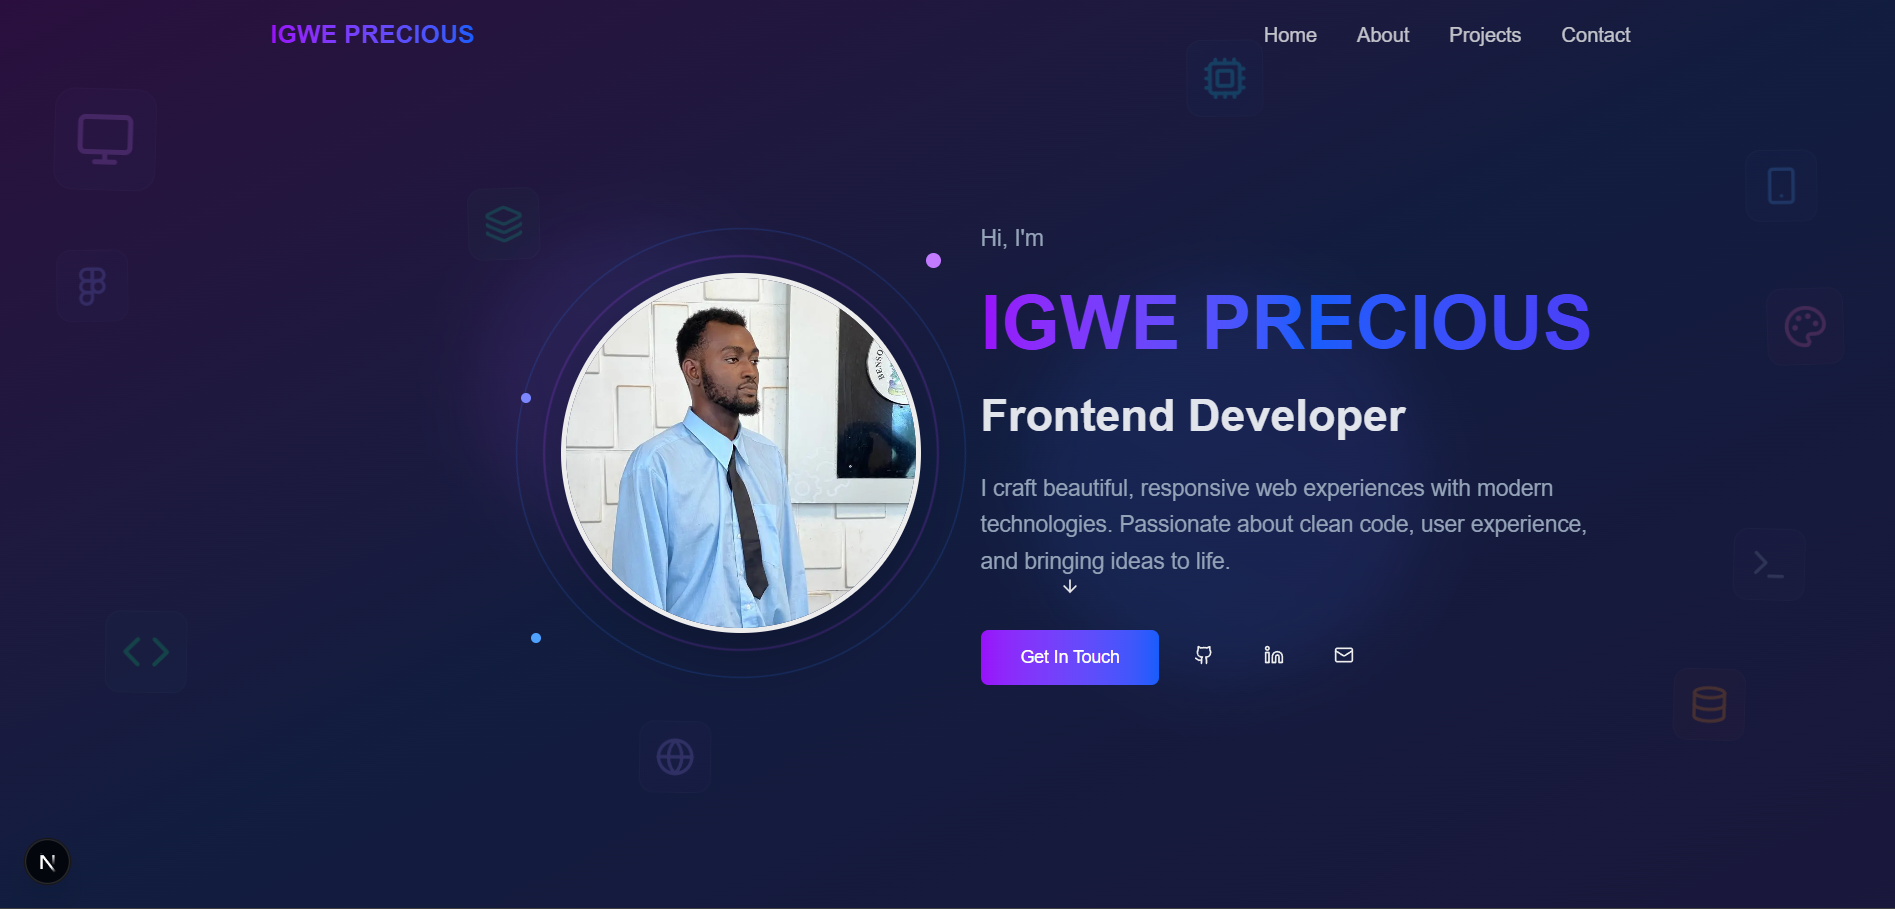 IGWE PRECIOUS
Home
About
Projects
Contact
Hi, I'm
IGWE PRECIOUS
Frontend Developer
I craft beautiful, responsive web experiences with modern
technologies. Passionate about clean code, user experience,
and bringing ideas to life.
Get In Touch
BENSO
N